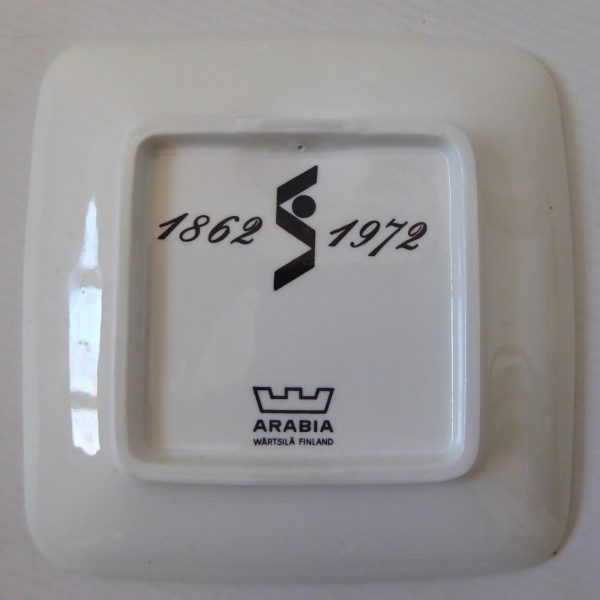 1862 1972
ARABIA
WÄRTSILÄ FINLAND